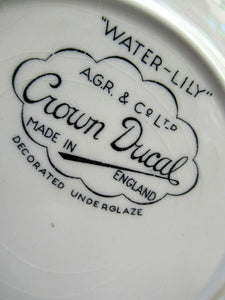 "WATER-LILY"
A.G.R. & Co LTD
Crown Ducal
MADE IN
ENGLAND
DECORATED UNDERGLAZE